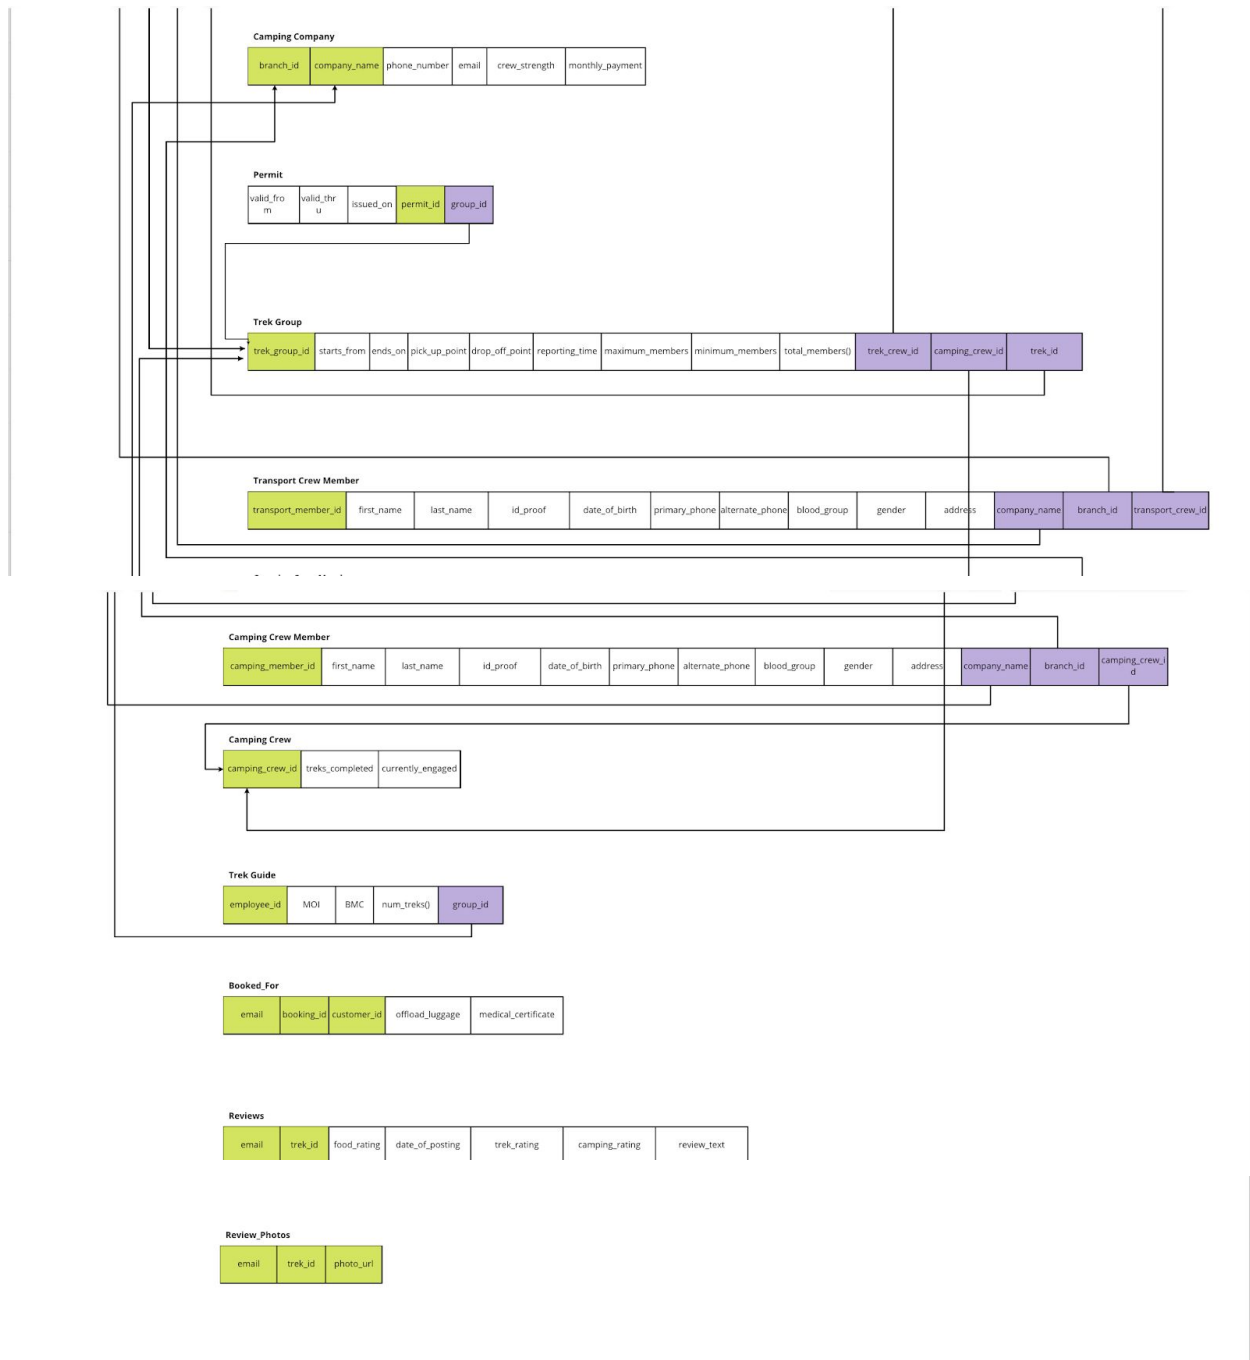 Camping Company
branch_id company_name phone_number email crew_strength monthly_payment
Permit
valid_fro
m
valid_thr
u
issued_on permit_id group_id
Trek Group
trek_group_id starts_from ends_on pick_up_point drop_off_point reporting_time maximum_members minimum_members total_members() trek_crew_id camping_crew_id trek_id
Transport Crew Member
transport_member_id first_name last_name id_proof date_of_birth primary_phone alternate_phone blood_group gender address company_name branch_id transport_crew_id
Camping Crew Member
camping_member_id first_name last_name id_proof date_of_birth primary_phone alternate_phone blood_group gender address company_name branch_id camping_crew_i
d
Camping Crew
camping_crew_id treks_completed currently_engaged
Trek Guide
employee_id MOI BMC num_treks() group_id
Booked_For
email booking_id customer_id offload_luggage medical_certificate
Reviews
email trek_id food_rating date_of_posting trek_rating camping_rating review_text
Review_Photos
email trek_id photo_url